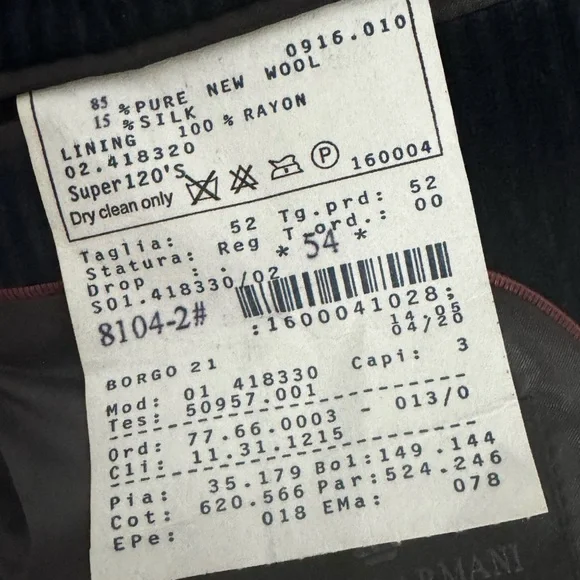 0916.010
85 %PURE NEW WOOL
15 %SILK
LINING 100 % RAYON
02.418320
Super120'S
Dry clean only P 160004
Taglia: 52 Tg.prd: 52
Statura: Reg T ord.: 00
Drop : . * 54 *
S01.418330/02
8104-2# :1600041028;
14.05
04/20
BORGO 21
Mod: 01 418330 Capi: 3
Tes: 50957.001
Ord: 77.66.0003 - 013/0
Cli: 11.31.1215
Pia: 35.179 Bol:149.144
Cot: 620.566 Par:524.246
EPe: 018 EMa: 078